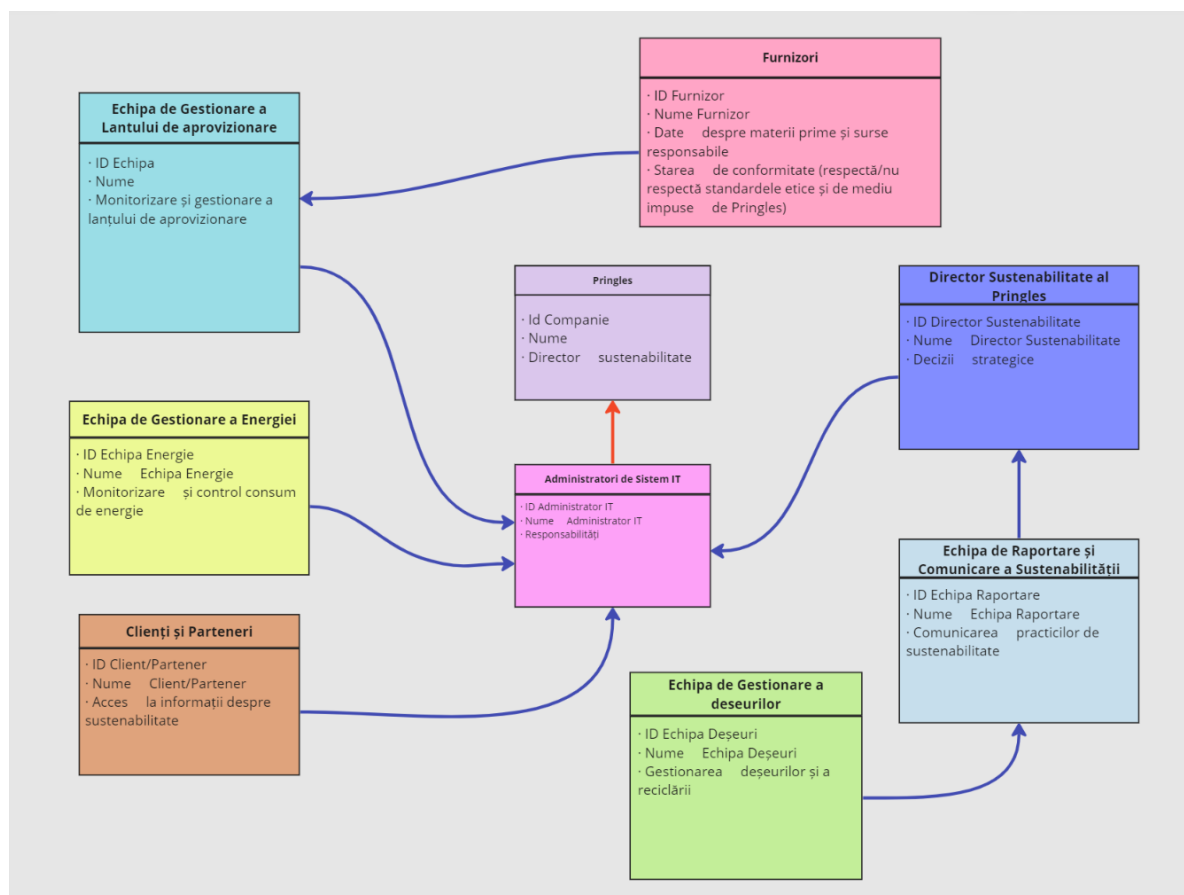 Furnizori
· ID Furnizor
· Nume Furnizor
· Date despre materii prime și surse
responsabile
· Starea de conformitate (respectă/nu
respectă standardele etice și de mediu
impuse de Pringles)
Echipa de Gestionare a
Lantului de aprovizionare
· ID Echipa
· Nume
· Monitorizare și gestionare a
lanțului de aprovizionare
Pringles
· Id Companie
· Nume
· Director sustenabilitate
Director Sustenabilitate al
Pringles
· ID Director Sustenabilitate
· Nume Director Sustenabilitate
· Decizii strategice
Echipa de Gestionare a Energiei
· ID Echipa Energie
· Nume Echipa Energie
· Monitorizare și control consum
de energie
Administratori de Sistem IT
· ID Administrator IT
· Nume Administrator IT
· Responsabilități
Echipa de Raportare și
Comunicare a Sustenabilității
· ID Echipa Raportare
· Nume Echipa Raportare
· Comunicarea practicilor de
sustenabilitate
Clienți și Parteneri
· ID Client/Partener
· Nume Client/Partener
· Acces la informații despre
sustenabilitate
Echipa de Gestionare a
deseurilor
· ID Echipa Deșeuri
· Nume Echipa Deșeuri
· Gestionarea deșeurilor și a
reciclării